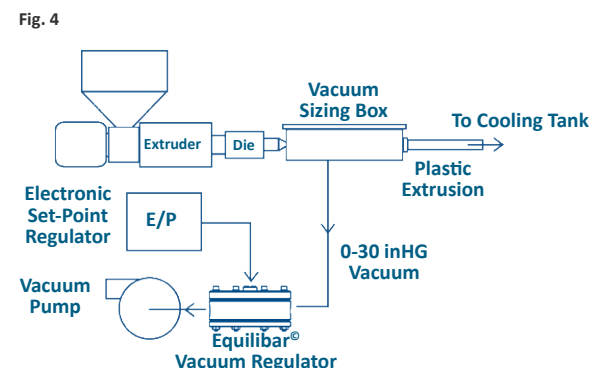 Fig. 4
Vacuum
Sizing Box
To Cooling Tank
Extruder
Die
Plastic
Extrusion
Electronic
Set-Point
Regulator
E/P
0-30 inHG
Vacuum
Vacuum
Pump
Equilibar©
Vacuum Regulator